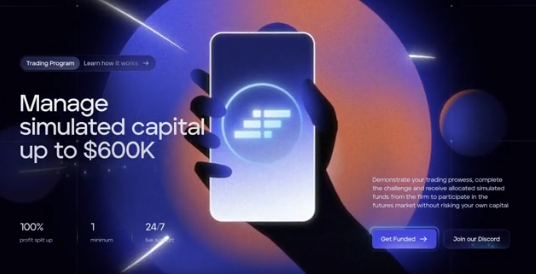 Trading Program Learn how it works →
Manage
simulated capital
up to $600K
Demonstrate your trading prowess, complete
the challenge and receive allocated simulated
funds from the firm to participate in the
futures market without risking your own capital
100% 1 24/7
profit split up minimum live support
Get Funded → Join our Discord